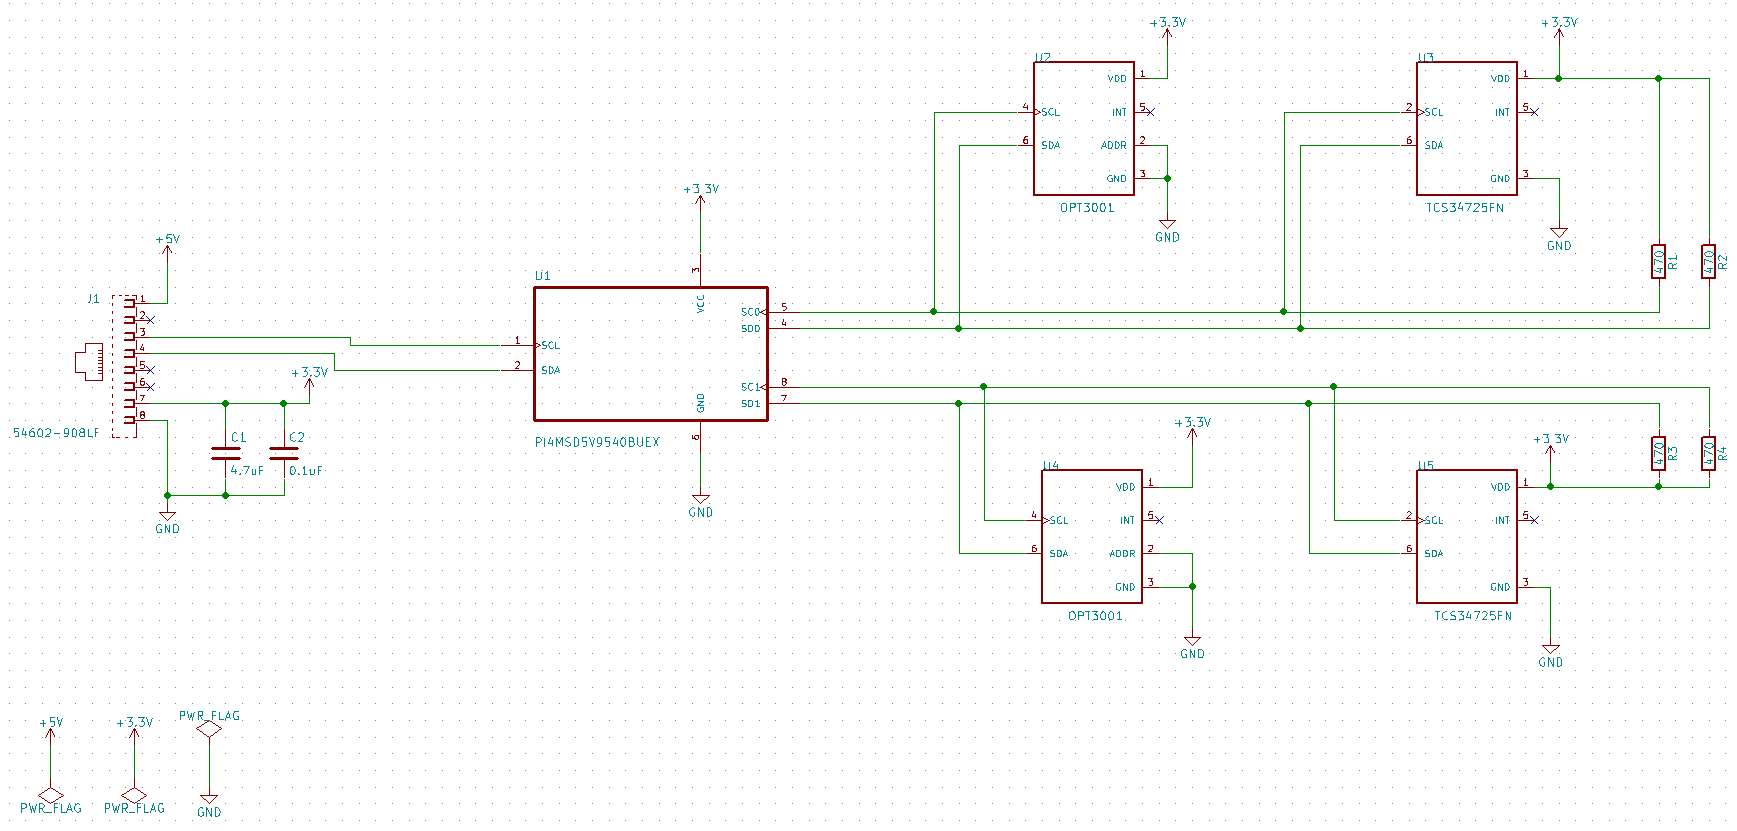 +3.3V
+3.3V
U2
U3
VDD 1
VDD 1
4 SCL
INT 5
2 SCL
INT 5
6 SDA
ADDR 2
6 SDA
GND 3
GND 3
OPT3001
TCS34725FN
GND
GND
470 R1
470 R2
+3.3V
+5V
J1
1
2
3
4
5
6
7
8
54602-908LF
+3.3V
C1
4.7uF
C2
0.1uF
GND
U1
3
VCC
SC0 5
SD0 4
1 SCL
2 SDA
SC1 8
SD1 7
GND
6
PI4MSD5V9540BUEX
GND
+3.3V
+3.3V
470 R3
470 R4
U4
U5
VDD 1
VDD 1
4 SCL
INT 5
2 SCL
INT 5
6 SDA
ADDR 2
6 SDA
GND 3
GND 3
OPT3001
TCS34725FN
GND
GND
+5V
+3.3V
PWR_FLAG
PWR_FLAG
PWR_FLAG
GND